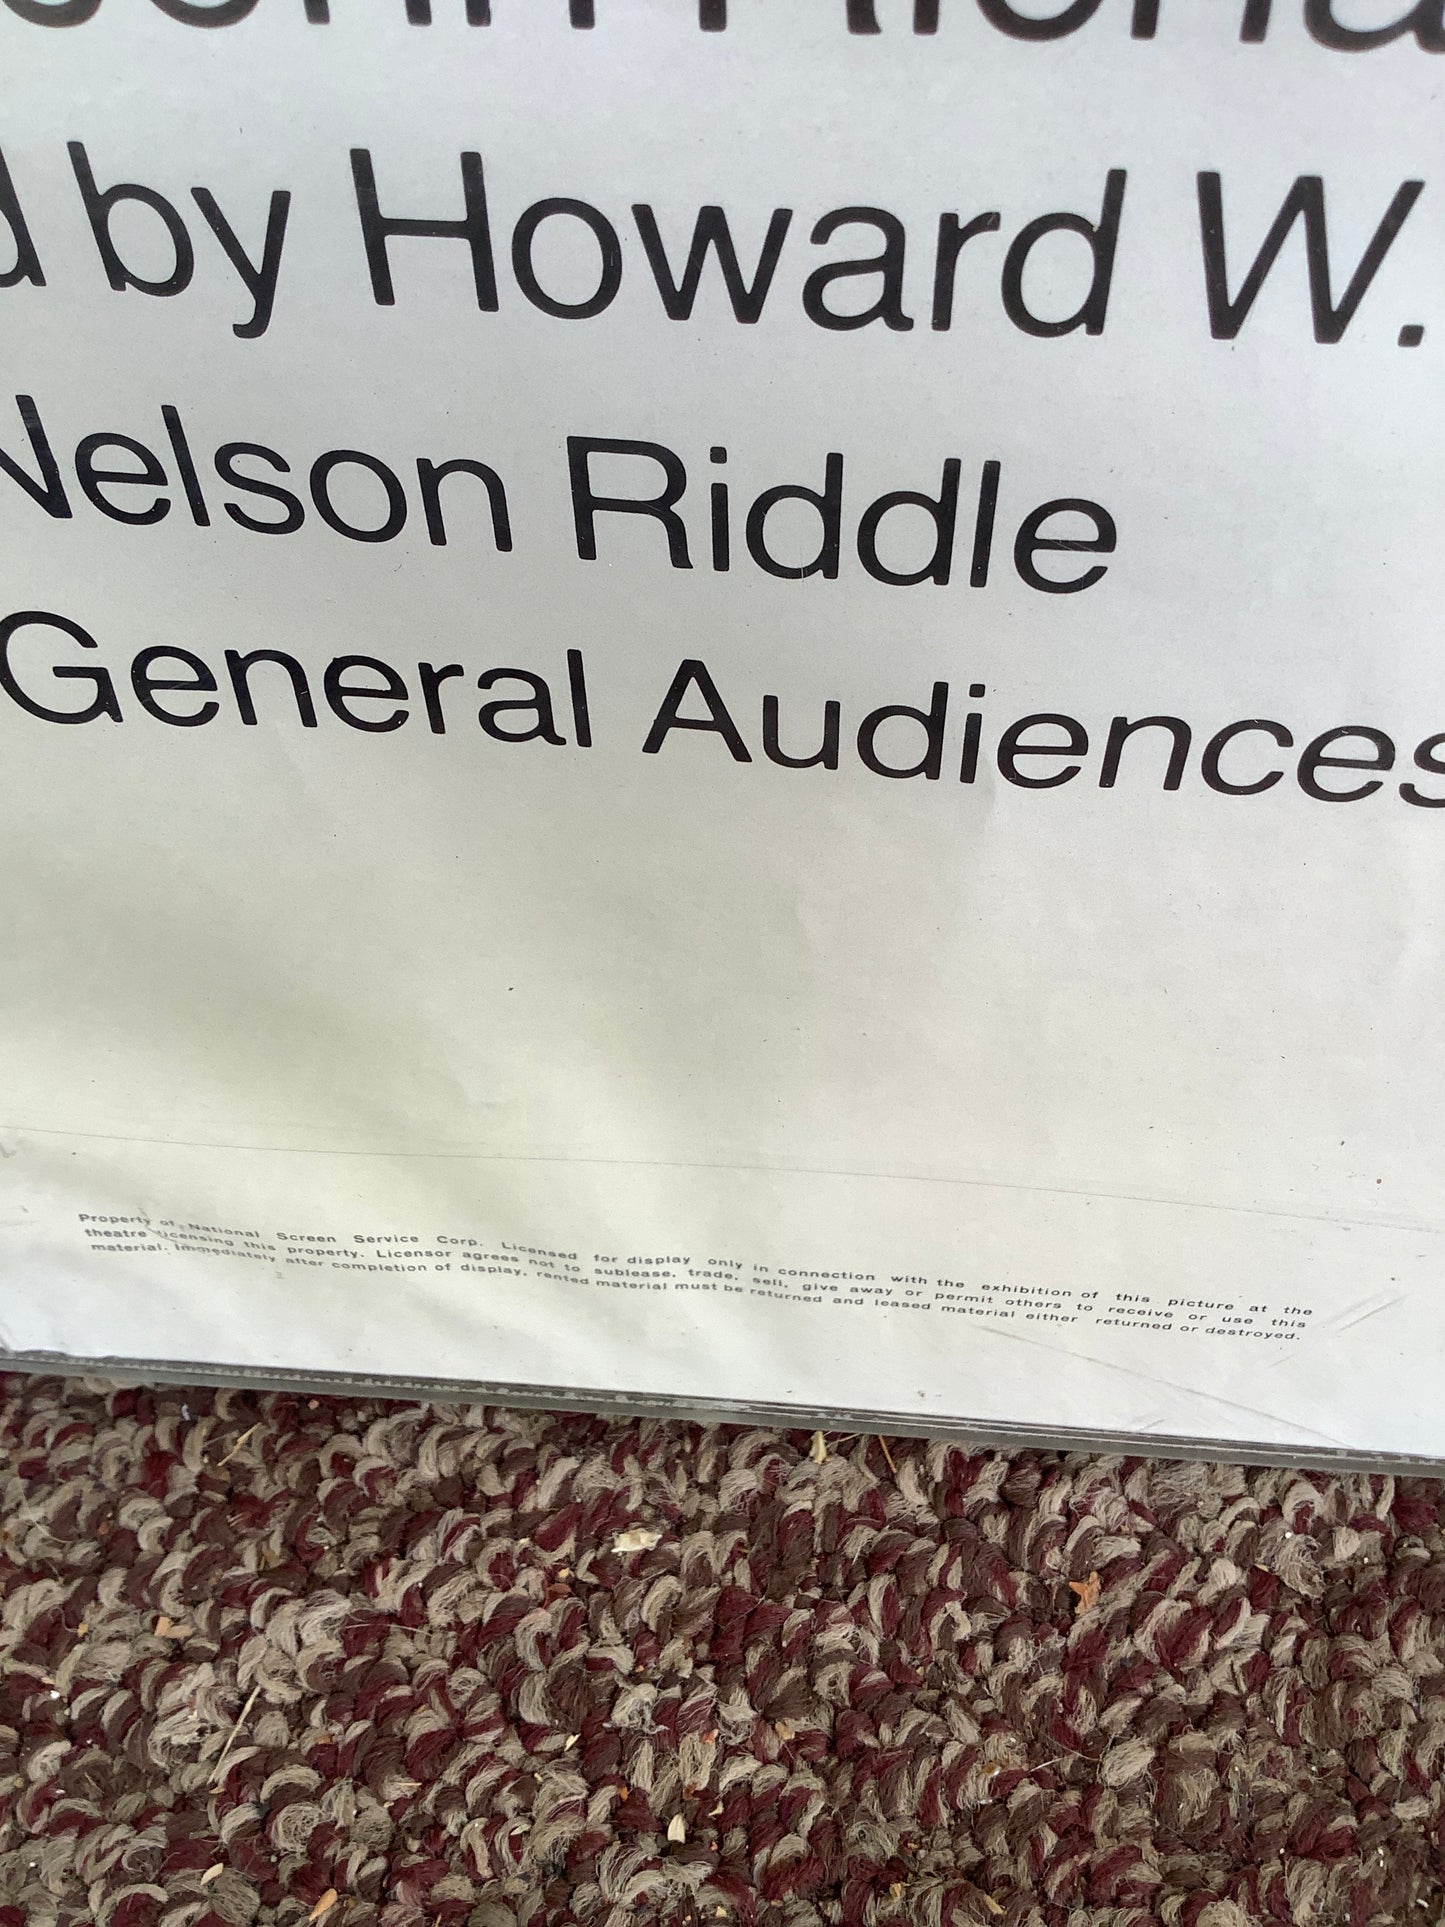 by Howard W.
Nelson Riddle
General Audiences
Property of National Screen Service Corp. Licensed for display only in connection with the exhibition of this picture at the
theatre licensing this property. Licensor agrees not to sublease, trade, sell, give away or permit others to receive or use this
material. Immediately after completion of display, rented material must be returned and leased material either returned or destroyed.